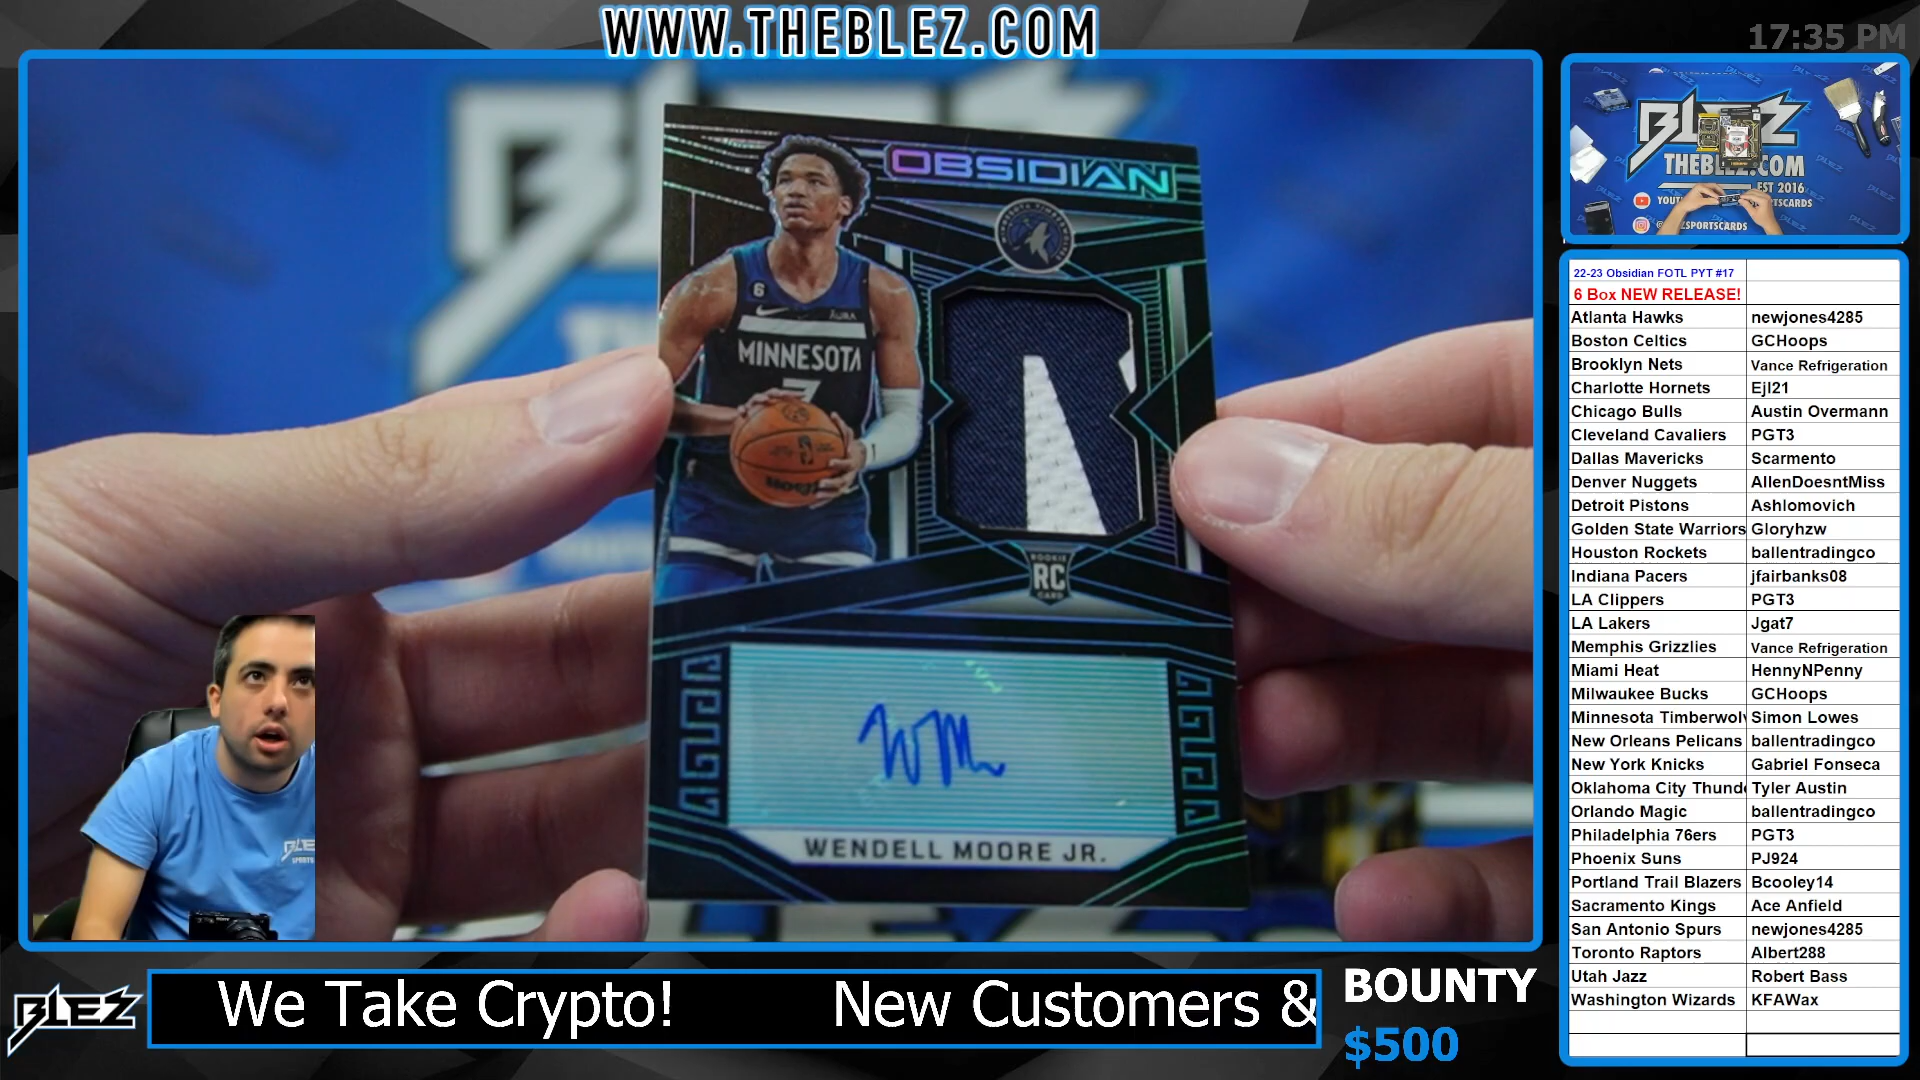 WWW.THEBLEZ.COM
17:35 PM
OBSIDIAN
6
MINNESOTA
7
ROOKIE
RC
CARD
WENDELL MOORE JR.
BLEZ
THEBLEZ.COM
EST 2016
22-23 Obsidian FOTL PYT #17
6 Box NEW RELEASE!
Atlanta Hawks newjones4285
Boston Celtics GCHoops
Brooklyn Nets Vance Refrigeration
Charlotte Hornets Ejl21
Chicago Bulls Austin Overmann
Cleveland Cavaliers PGT3
Dallas Mavericks Scarmento
Denver Nuggets AllenDoesntMiss
Detroit Pistons Ashlomovich
Golden State Warriors Gloryhzw
Houston Rockets ballentradingco
Indiana Pacers jfairbanks08
LA Clippers PGT3
LA Lakers Jgat7
Memphis Grizzlies Vance Refrigeration
Miami Heat HennyNPenny
Milwaukee Bucks GCHoops
Minnesota Timberwolv Simon Lowes
New Orleans Pelicans ballentradingco
New York Knicks Gabriel Fonseca
Oklahoma City Thund Tyler Austin
Orlando Magic ballentradingco
Philadelphia 76ers PGT3
Phoenix Suns PJ924
Portland Trail Blazers Bcooley14
Sacramento Kings Ace Anfield
San Antonio Spurs newjones4285
Toronto Raptors Albert288
Utah Jazz Robert Bass
Washington Wizards KFAWax
BLEZ
We Take Crypto! New Customers &
BOUNTY
$500